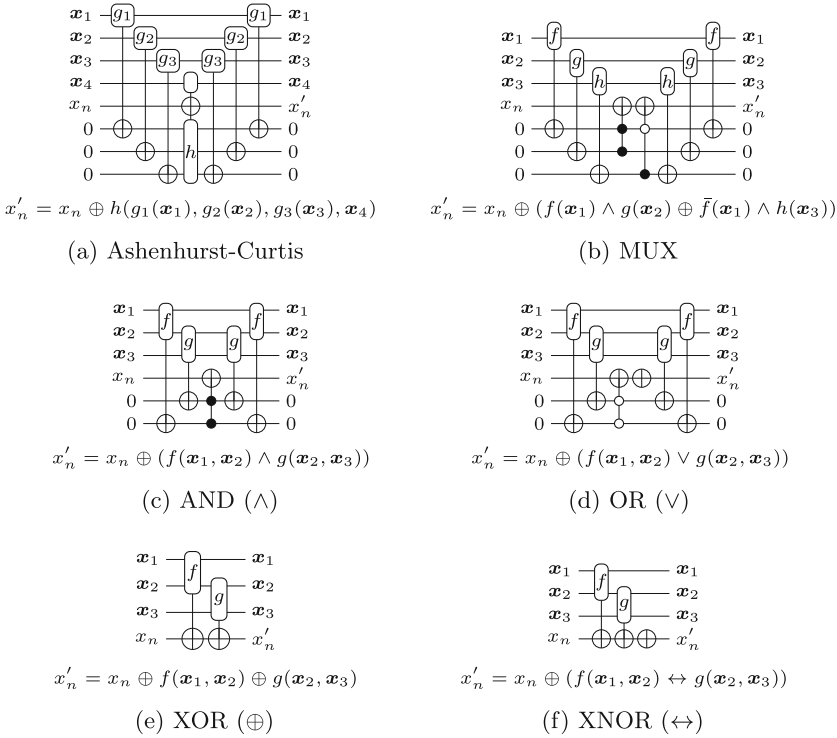 𝒙₁ g₁ g₁ 𝒙₁
𝒙₂ g₂ g₂ 𝒙₂
𝒙₃ g₃ g₃ 𝒙₃
𝒙₄ 𝒙₄
xₙ x′ₙ
0 0
0 h 0
0 0
x′ₙ = xₙ ⊕ h(g₁(𝒙₁), g₂(𝒙₂), g₃(𝒙₃), 𝒙₄)
(a) Ashenhurst-Curtis
𝒙₁ f f 𝒙₁
𝒙₂ g g 𝒙₂
𝒙₃ h h 𝒙₃
xₙ x′ₙ
0 0
0 0
0 0
x′ₙ = xₙ ⊕ (f(𝒙₁) ∧ g(𝒙₂) ⊕ f̄(𝒙₁) ∧ h(𝒙₃))
(b) MUX
𝒙₁ f f 𝒙₁
𝒙₂ g g 𝒙₂
𝒙₃ 𝒙₃
xₙ x′ₙ
0 0
0 0
x′ₙ = xₙ ⊕ (f(𝒙₁, 𝒙₂) ∧ g(𝒙₂, 𝒙₃))
(c) AND (∧)
𝒙₁ f f 𝒙₁
𝒙₂ g g 𝒙₂
𝒙₃ 𝒙₃
xₙ x′ₙ
0 0
0 0
x′ₙ = xₙ ⊕ (f(𝒙₁, 𝒙₂) ∨ g(𝒙₂, 𝒙₃))
(d) OR (∨)
𝒙₁ f 𝒙₁
𝒙₂ g 𝒙₂
𝒙₃ 𝒙₃
xₙ x′ₙ
x′ₙ = xₙ ⊕ f(𝒙₁, 𝒙₂) ⊕ g(𝒙₂, 𝒙₃)
(e) XOR (⊕)
𝒙₁ f 𝒙₁
𝒙₂ g 𝒙₂
𝒙₃ 𝒙₃
xₙ x′ₙ
x′ₙ = xₙ ⊕ (f(𝒙₁, 𝒙₂) ↔ g(𝒙₂, 𝒙₃))
(f) XNOR (↔)